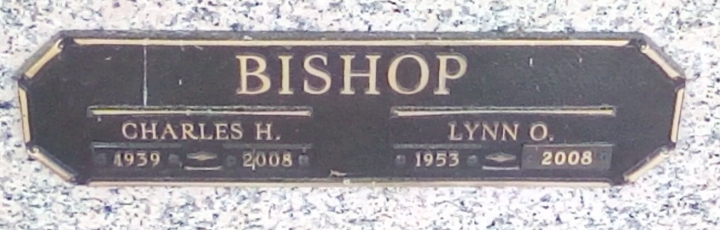 BISHOP
CHARLES H. LYNN O.
1939 2008 1953 2008